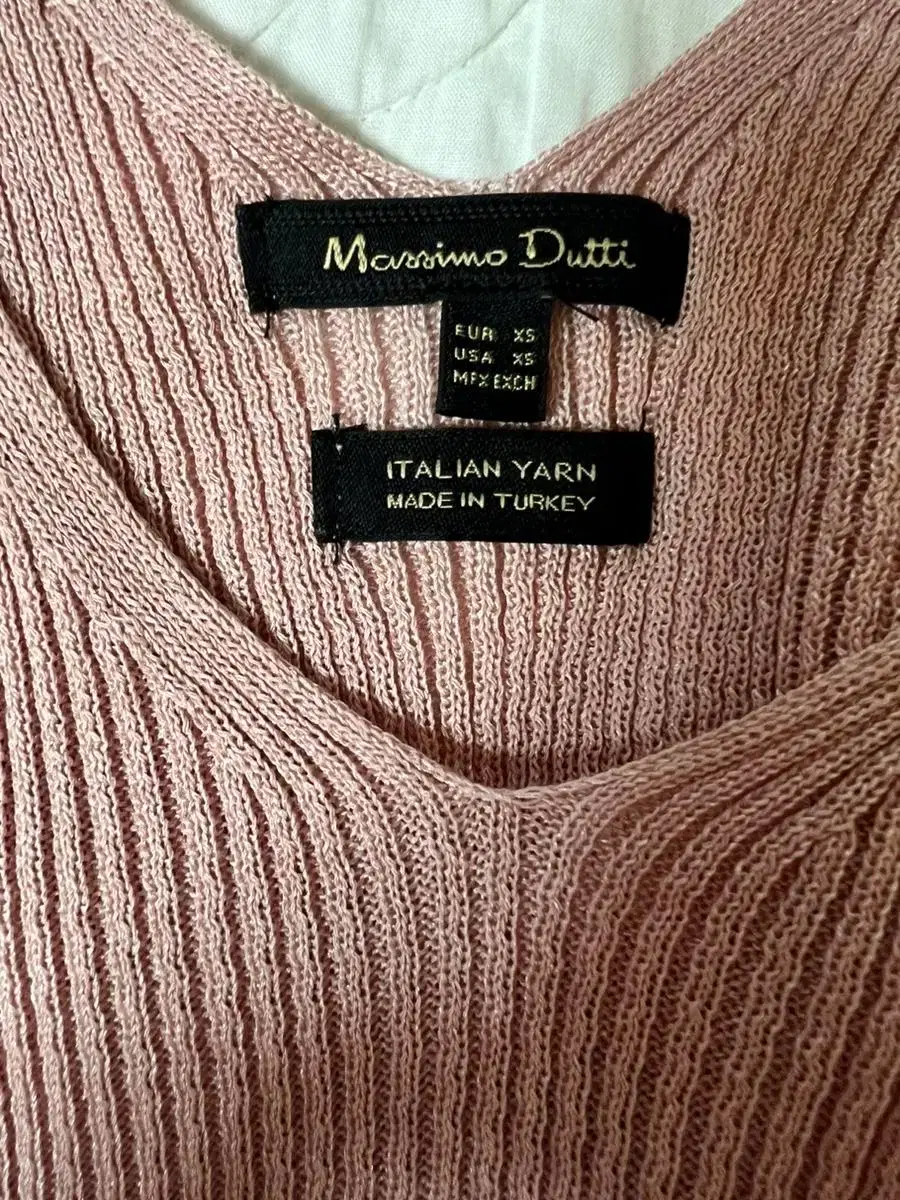 Massimo Dutti
EUR XS
USA XS
MEX EXCH
ITALIAN YARN
MADE IN TURKEY